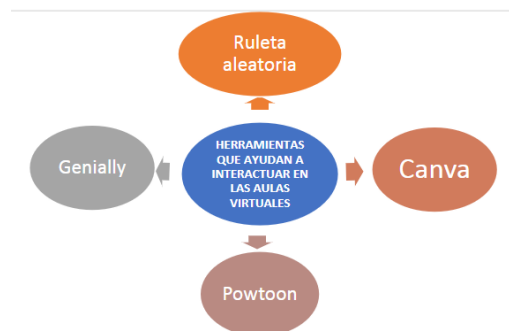 Ruleta
aleatoria
HERRAMIENTAS
QUE AYUDAN A
INTERACTUAR EN
LAS AULAS
VIRTUALES
Genially
Canva
Powtoon